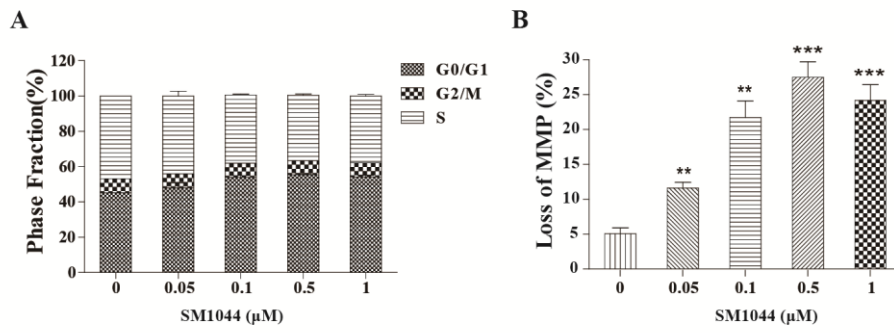 A
Phase Fraction(%)
120
100
80
60
40
20
0
0 0.05 0.1 0.5 1
SM1044 (μM)
G0/G1
G2/M
S
B
Loss of MMP (%)
30
25
20
15
10
5
0
**
**
***
***
0 0.05 0.1 0.5 1
SM1044 (μM)